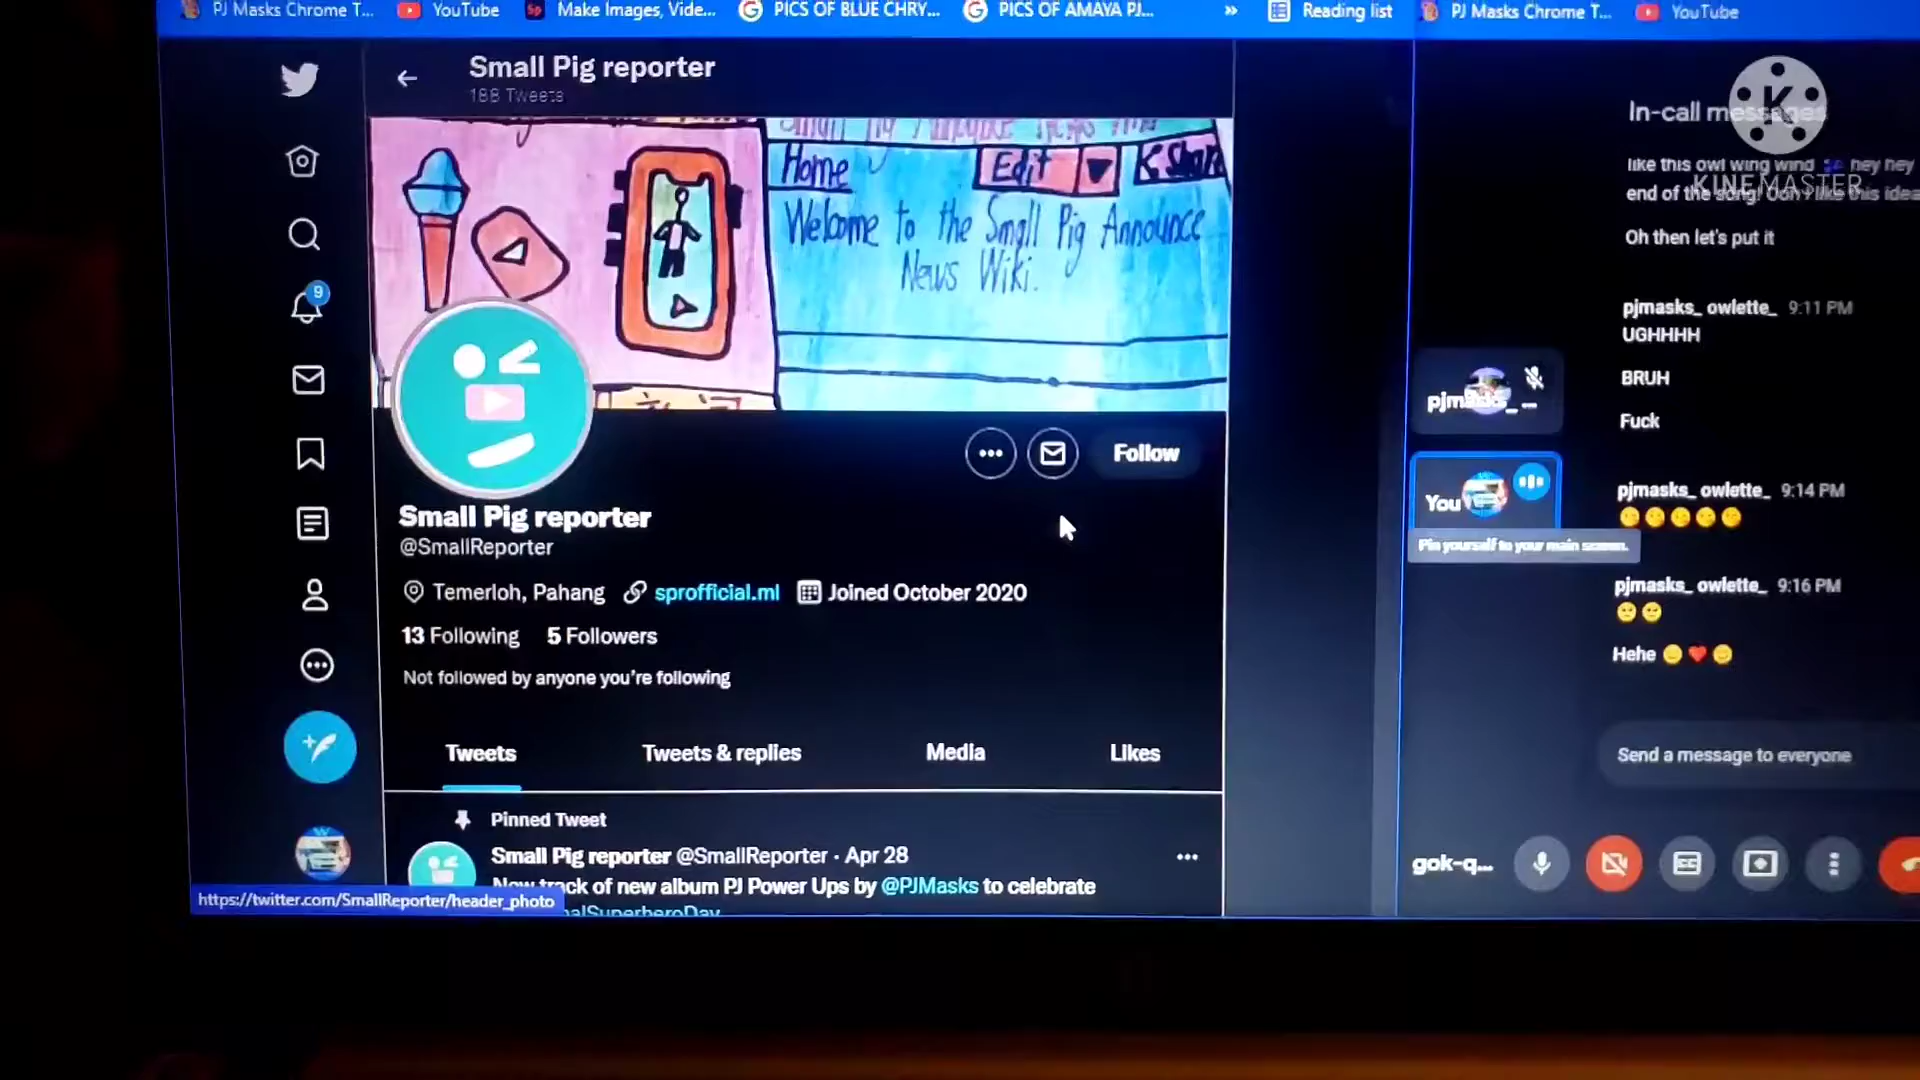 PJ Masks Chrome T...
YouTube
Sp
Make Images, Vide...
PICS OF BLUE CHRY...
PICS OF AMAYA PJ...
»
Reading list
PJ Masks Chrome T...
YouTube
Small Pig reporter
188 Tweets
Home
Edit
Welcome to the Small Pig Announce
News Wiki.
9
Follow
Small Pig reporter
@SmallReporter
Temerloh, Pahang
sprofficial.ml
Joined October 2020
13 Following
5 Followers
Not followed by anyone you're following
Tweets
Tweets & replies
Media
Likes
Pinned Tweet
Small Pig reporter @SmallReporter · Apr 28
track of new album PJ Power Ups by @PJMasks to celebrate
https://twitter.com/SmallReporter/header_photo
In-call messages
K
KINEMASTER
like this owl wing wind hey hey
end of the song! like this idea
Oh then let's put it
pjmasks_ owlette_ 9:11 PM
UGHHHH
BRUH
Fuck
pjmasks_ owlette_ 9:14 PM
pjmasks_ owlette_ 9:16 PM
Hehe
pjmasks_ ...
You
Pin yourself to your main screen.
Send a message to everyone
gok-q...